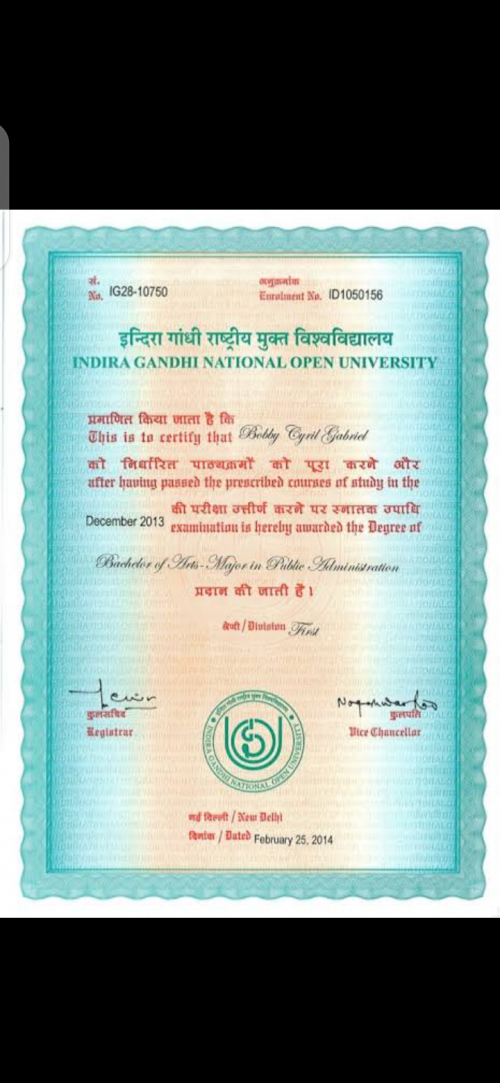 सं.
No. IG28-10750
अनुक्रमांक
Enrolment No. ID1050156
इन्दिरा गांधी राष्ट्रीय मुक्त विश्वविद्यालय
INDIRA GANDHI NATIONAL OPEN UNIVERSITY
प्रमाणित किया जाता है कि
This is to certify that Bobby Cyril Gabriel
को निर्धारित पाठ्यक्रमों को पूरा करने और
after having passed the prescribed courses of study in the
की परीक्षा उत्तीर्ण करने पर स्नातक उपाधि
December 2013 examination is hereby awarded the Degree of
Bachelor of Arts-Major in Public Administration
प्रदान की जाती है।
श्रेणी / Division First
कुलसचिव
Registrar
कुलपति
Vice Chancellor
INDIRA GANDHI NATIONAL OPEN UNIVERSITY
नई दिल्ली / New Delhi
दिनांक / Dated February 25, 2014